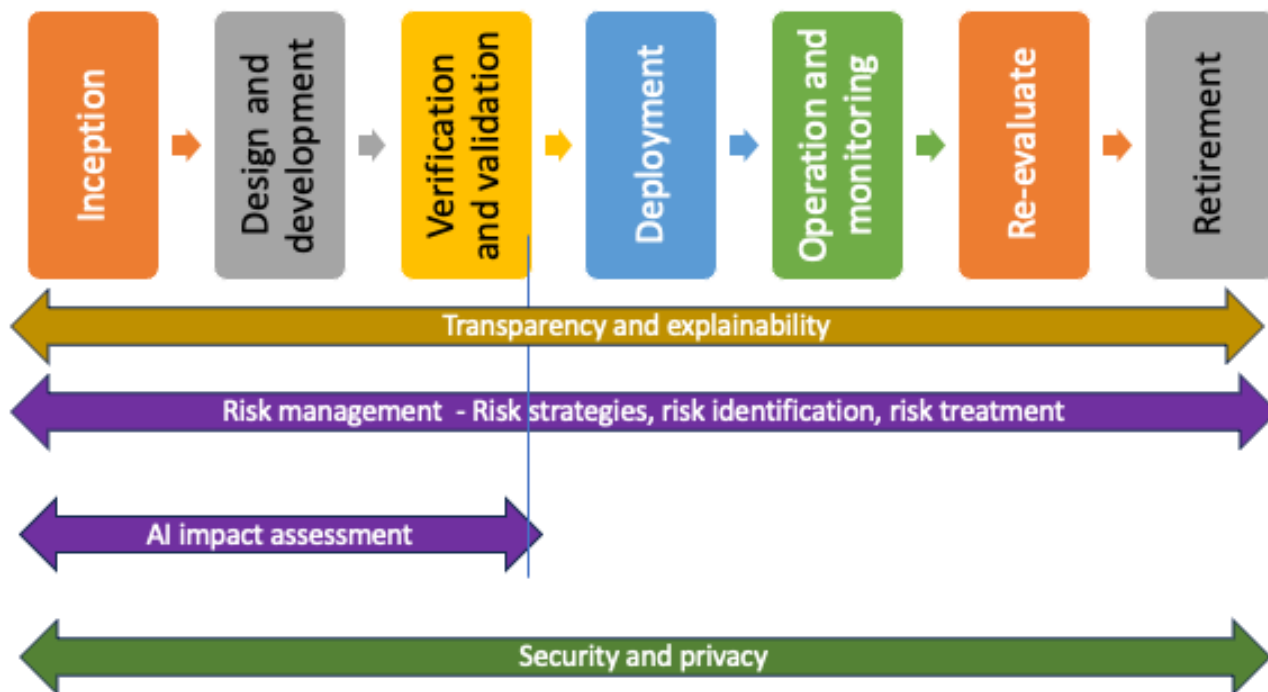 Inception
Design and
development
Verification
and validation
Deployment
Operation and
monitoring
Re-evaluate
Retirement
Transparency and explainability
Risk management - Risk strategies, risk identification, risk treatment
AI impact assessment
Security and privacy